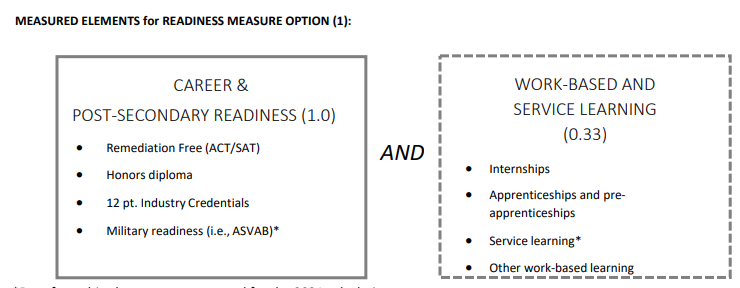 MEASURED ELEMENTS for READINESS MEASURE OPTION (1):
CAREER &
POST-SECONDARY READINESS (1.0)
• Remediation Free (ACT/SAT)
• Honors diploma
• 12 pt. Industry Credentials
• Military readiness (i.e., ASVAB)*
AND
WORK-BASED AND
SERVICE LEARNING
(0.33)
• Internships
• Apprenticeships and pre-
apprenticeships
• Service learning*
• Other work-based learning